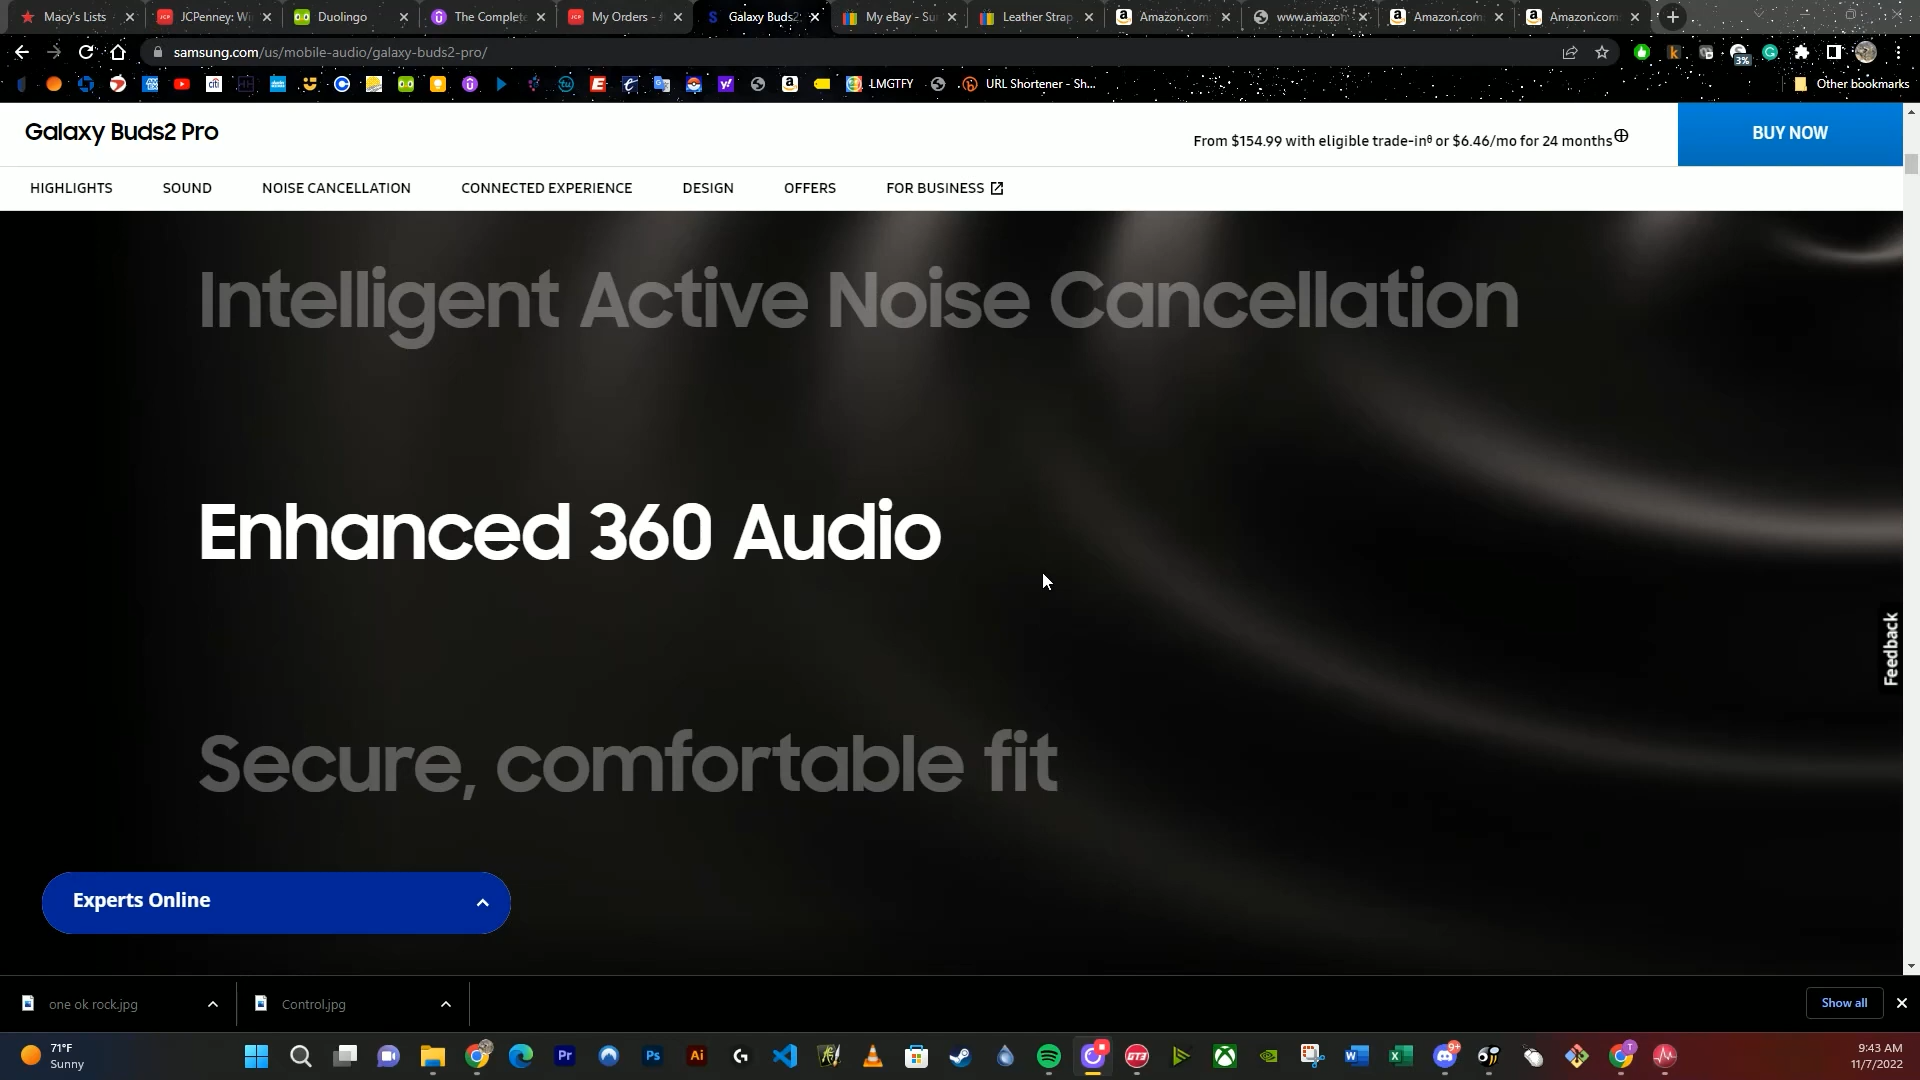 Macy's Lists
JCPenney: Wi
Duolingo
The Complete
My Orders -
Galaxy Buds2
My eBay - Su
Leather Strap
Amazon.com
www.amazon
Amazon.com
Amazon.com
samsung.com/us/mobile-audio/galaxy-buds2-pro/
3%
LMGTFY
URL Shortener - Sh...
Other bookmarks
Galaxy Buds2 Pro
From $154.99 with eligible trade-in⁸ or $6.46/mo for 24 months
BUY NOW
HIGHLIGHTS
SOUND
NOISE CANCELLATION
CONNECTED EXPERIENCE
DESIGN
OFFERS
FOR BUSINESS
Intelligent Active Noise Cancellation
Enhanced 360 Audio
Secure, comfortable fit
Feedback
Experts Online
one ok rock.jpg
Control.jpg
Show all
71°F
Sunny
9:43 AM
11/7/2022